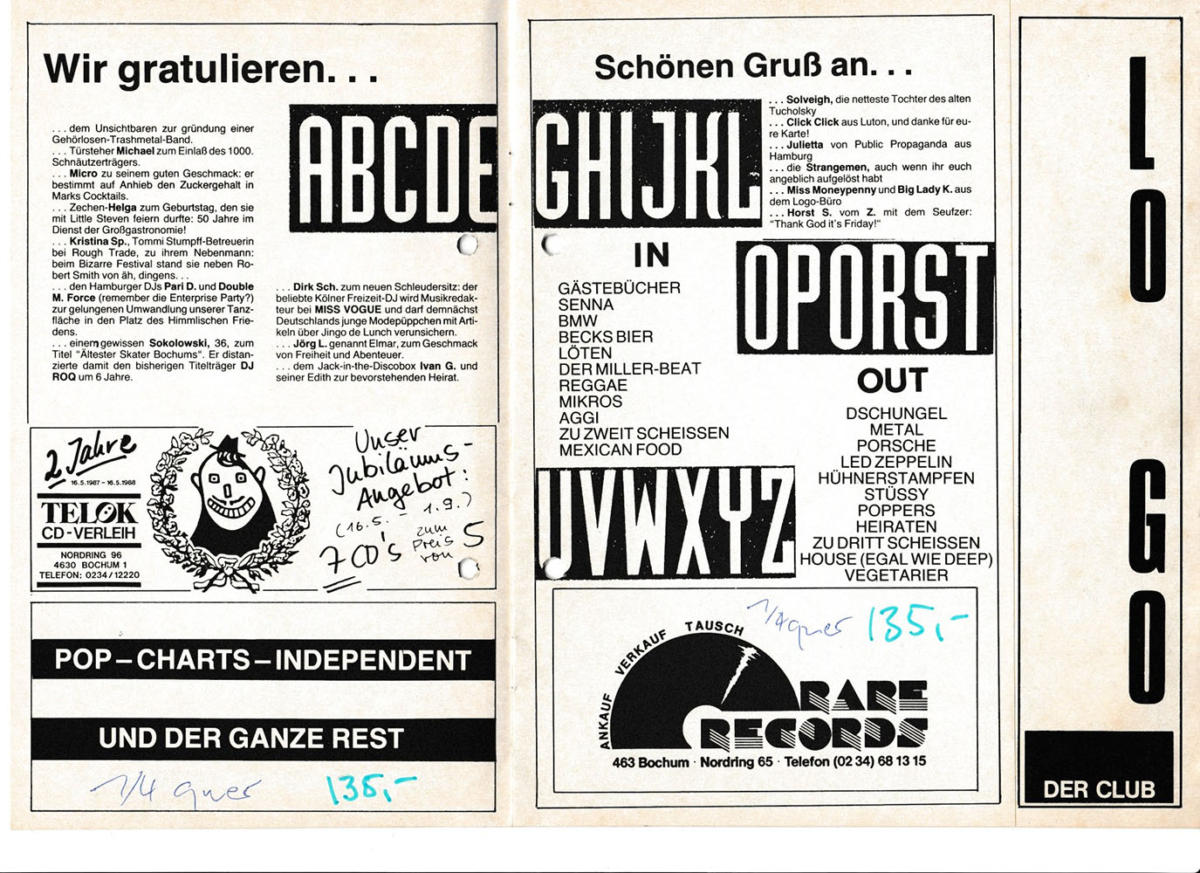 Wir gratulieren. . .
. . . dem Unsichtbaren zur gründung einer
Gehörlosen-Trashmetal-Band.
. . . Türsteher Michael zum Einlaß des 1000.
Schnäutzerträgers.
. . . Micro zu seinem guten Geschmack: er
bestimmt auf Anhieb den Zuckergehalt in
Marks Cocktails.
. . . Zechen-Helga zum Geburtstag, den sie
mit Little Steven feiern durfte: 50 Jahre im
Dienst der Großgastronomie!
. . . Kristina Sp., Tommi Stumpff-Betreuerin
bei Rough Trade, zu ihrem Nebenmann:
beim Bizarre Festival stand sie neben Ro-
bert Smith von äh, dingens. . .
. . . den Hamburger DJs Pari D. und Double
M. Force (remember die Enterprise Party?)
zur gelungenen Umwandlung unserer Tanz-
fläche in den Platz des Himmlischen Frie-
dens.
. . . einem gewissen Sokolowski, 36, zum
Titel "Ältester Skater Bochums". Er distan-
zierte damit den bisherigen Titelträger DJ
ROQ um 6 Jahre.
ABCDE
. . . Dirk Sch. zum neuen Schleudersitz: der
beliebte Kölner Freizeit-DJ wird Musikredak-
teur bei MISS VOGUE und darf demnächst
Deutschlands junge Modepüppchen mit Arti-
keln über Jingo de Lunch verunsichern.
. . . Jörg L. genannt Elmar, zum Geschmack
von Freiheit und Abenteuer.
. . . dem Jack-in-the-Discobox Ivan G. und
seiner Edith zur bevorstehenden Heirat.
2 Jahre
16.5.1987 – 16.5.1988
TELÖK
CD-VERLEIH
NORDRING 96
4630 BOCHUM 1
TELEFON: 0234/12220
Unser
Jubiläums-
Angebot:
(16.5. – 1.9.)
7 CD's
zum
Preis
von
5
POP–CHARTS–INDEPENDENT
UND DER GANZE REST
1/4 quer 135,-
Schönen Gruß an. . .
GHIJKL
. . . Solveigh, die netteste Tochter des alten
Tucholsky
. . . Click Click aus Luton, und danke für eu-
re Karte!
. . . Julietta von Public Propaganda aus
Hamburg
. . . die Strangemen, auch wenn ihr euch
angeblich aufgelöst habt
. . . Miss Moneypenny und Big Lady K. aus
dem Logo-Büro
. . . Horst S. vom Z. mit dem Seufzer:
"Thank God it's Friday!"
IN
GÄSTEBÜCHER
SENNA
BMW
BECKS BIER
LÖTEN
DER MILLER-BEAT
REGGAE
MIKROS
AGGI
ZU ZWEIT SCHEISSEN
MEXICAN FOOD
OPQRST
OUT
DSCHUNGEL
METAL
PORSCHE
LED ZEPPELIN
HÜHNERSTAMPFEN
STÜSSY
POPPERS
HEIRATEN
ZU DRITT SCHEISSEN
HOUSE (EGAL WIE DEEP)
VEGETARIER
UVWXYZ
1/4 quer 135,-
ANKAUF VERKAUF TAUSCH
RARE
RECORDS
463 Bochum · Nordring 65 · Telefon (02 34) 68 13 15
LO GO
DER CLUB